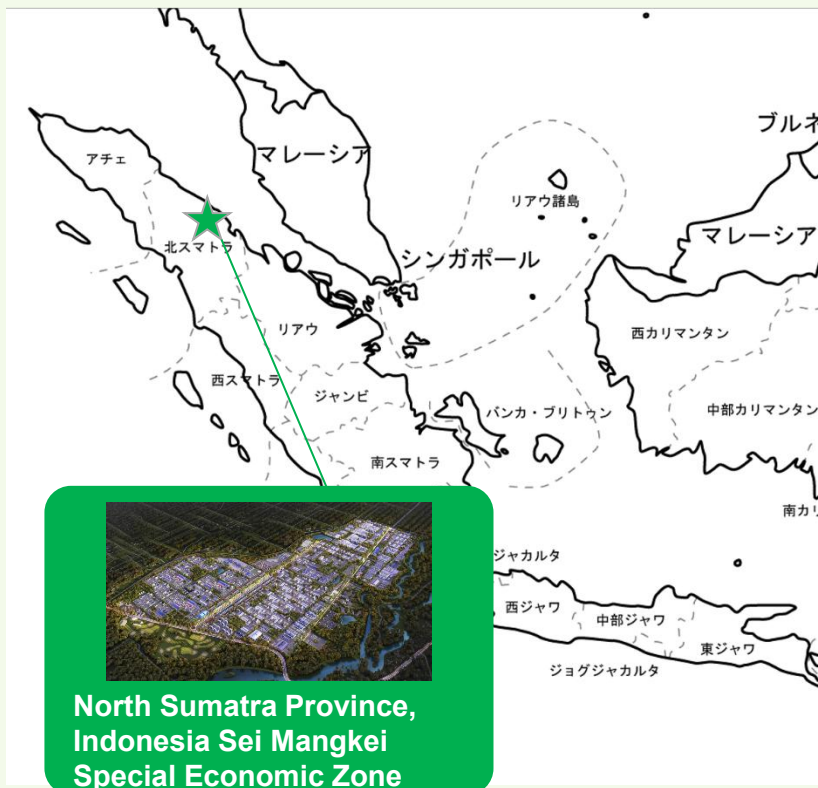 ブルネ
マレーシア
アチェ
リアウ諸島
マレーシア
北スマトラ
シンガポール
リアウ
西カリマンタン
西スマトラ
ジャンビ
バンカ・ブリトゥン
中部カリマンタン
南スマトラ
南カリ
ジャカルタ
西ジャワ
中部ジャワ
東ジャワ
ジョグジャカルタ
North Sumatra Province,
Indonesia Sei Mangkei
Special Economic Zone